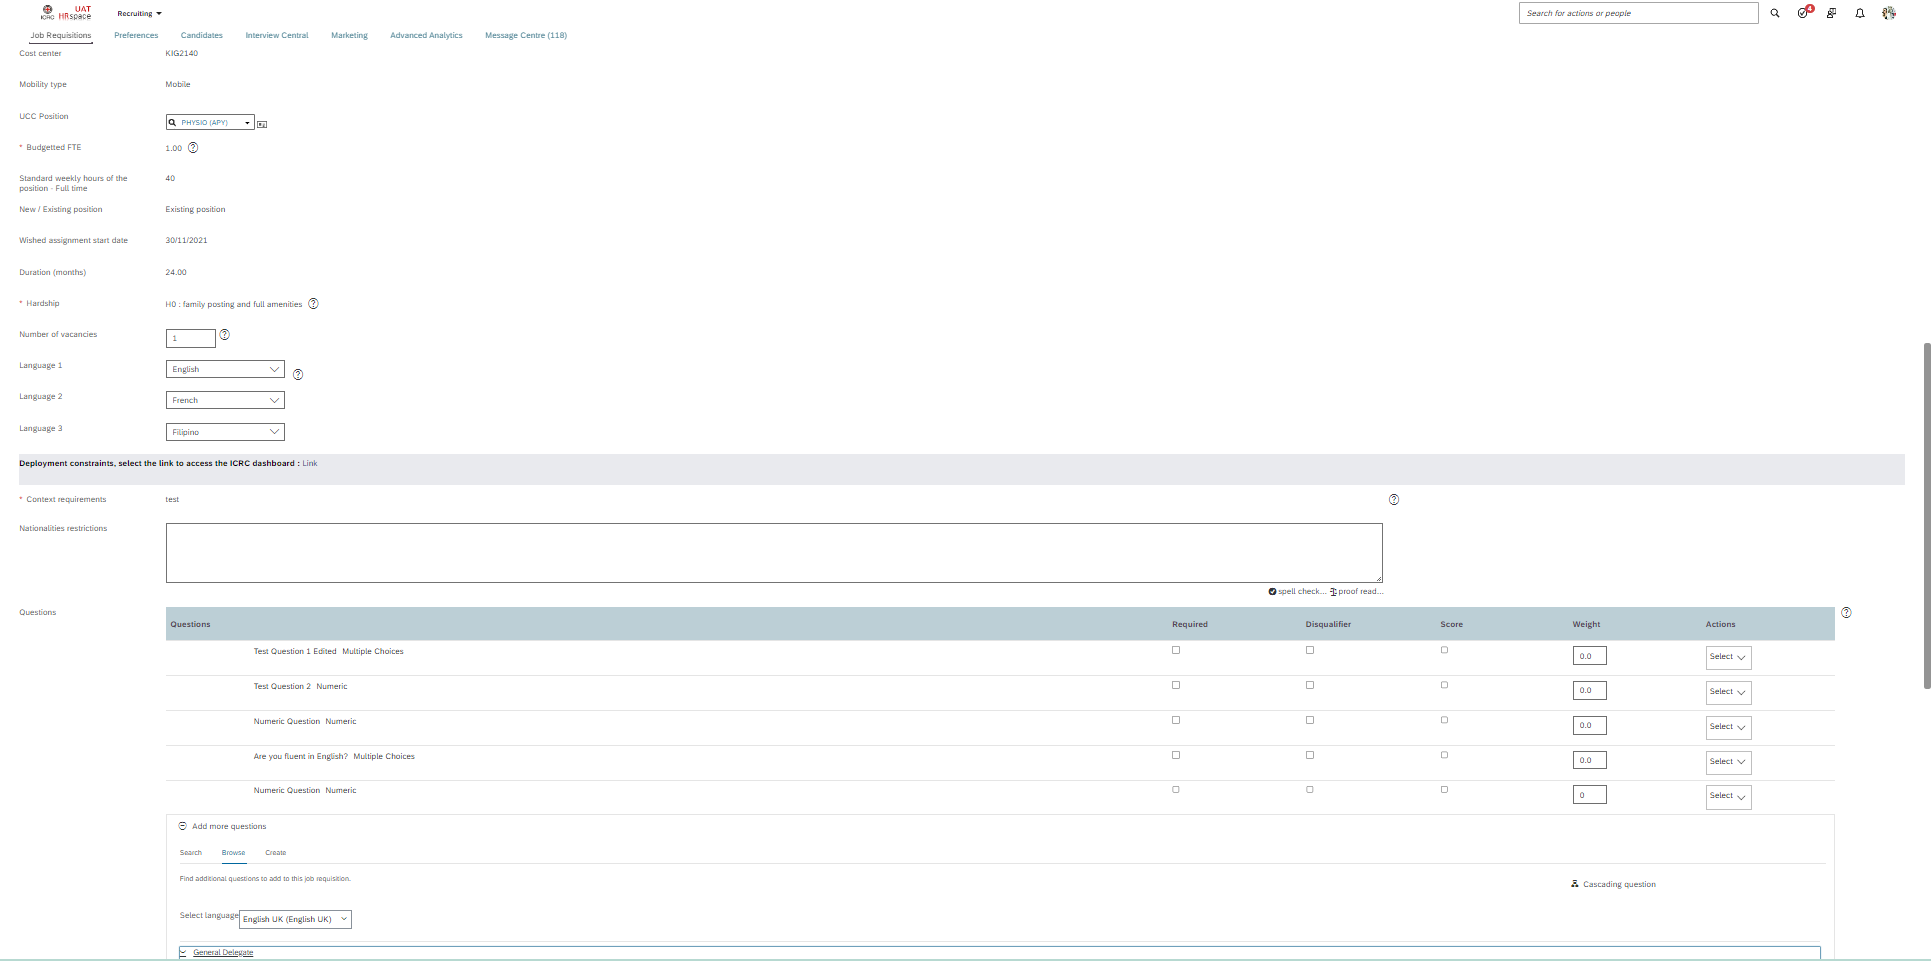 ICRC UAT HRspace Recruiting Search for actions or people 4
Job Requisitions Preferences Candidates Interview Central Marketing Advanced Analytics Message Centre (118)
Cost center KIG2140
Mobility type Mobile
UCC Position PHYSIO (APY)
* Budgetted FTE 1.00
Standard weekly hours of the position - Full time 40
New / Existing position Existing position
Wished assignment start date 30/11/2021
Duration (months) 24.00
* Hardship H0 : family posting and full amenities
Number of vacancies 1
Language 1 English
Language 2 French
Language 3 Filipino
Deployment constraints, select the link to access the ICRC dashboard : Link
* Context requirements test
Nationalities restrictions
spell check... proof read...
Questions
Questions Required Disqualifier Score Weight Actions
Test Question 1 Edited Multiple Choices 0.0 Select
Test Question 2 Numeric 0.0 Select
Numeric Question Numeric 0.0 Select
Are you fluent in English? Multiple Choices 0.0 Select
Numeric Question Numeric 0 Select
Add more questions
Search Browse Create
Find additional questions to add to this job requisition.
Cascading question
Select language English UK (English UK)
General Delegate